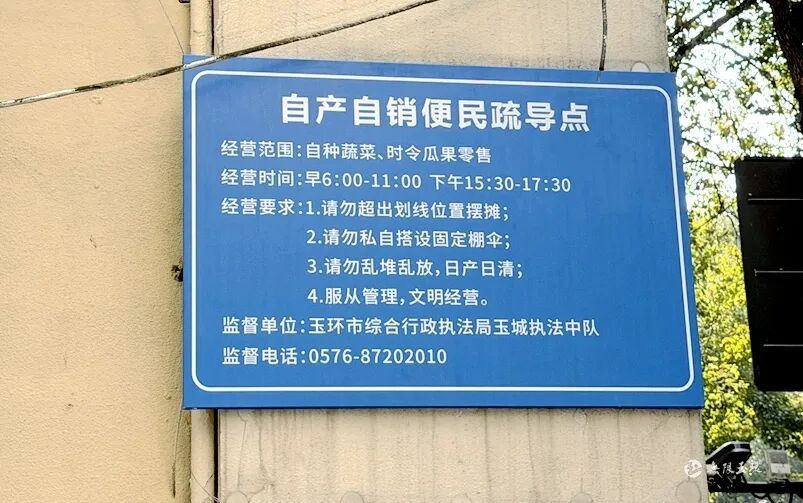 自产自销便民疏导点
经营范围：自种蔬菜、时令瓜果零售
经营时间：早6:00-11:00 下午15:30-17:30
经营要求：1.请勿超出划线位置摆摊；
2.请勿私自搭设固定棚伞；
3.请勿乱堆乱放，日产日清；
4.服从管理，文明经营。
监督单位：玉环市综合行政执法局玉城执法中队
监督电话：0576-87202010